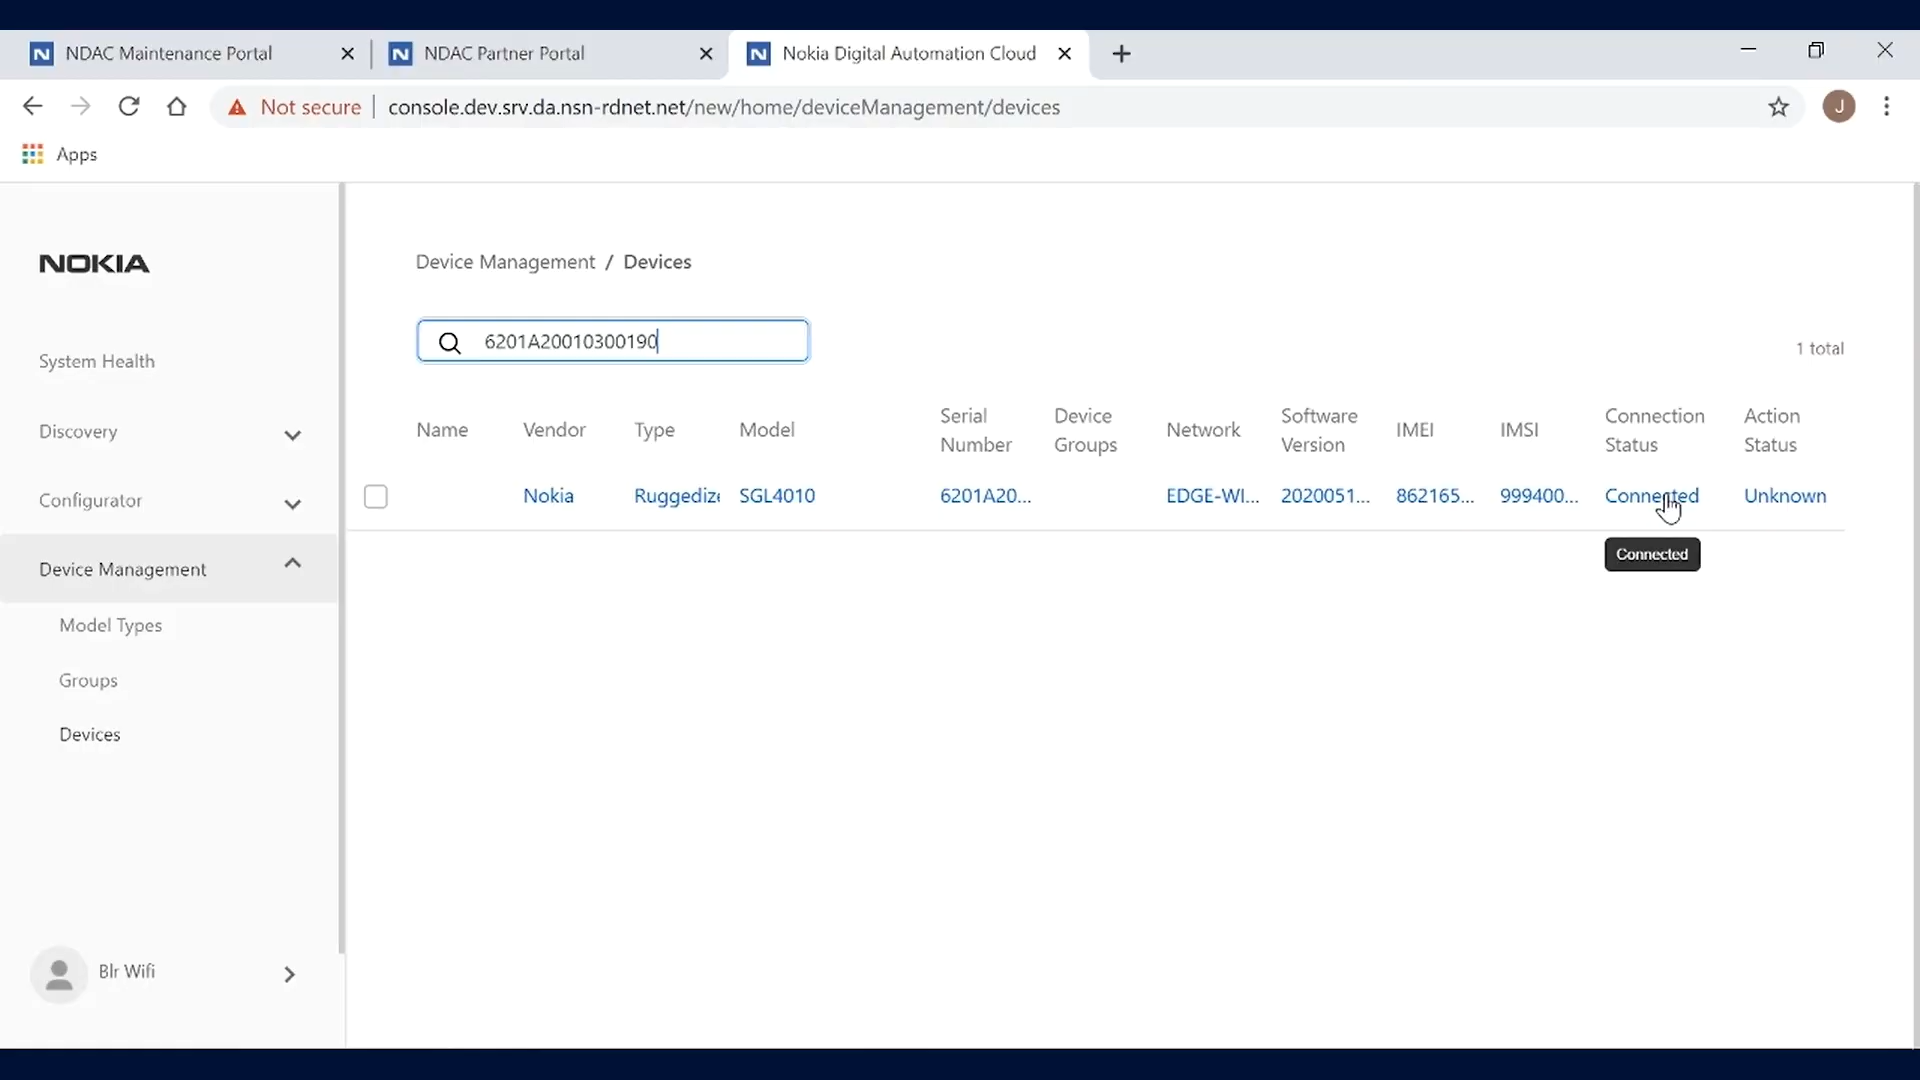 NDAC Maintenance Portal
NDAC Partner Portal
Nokia Digital Automation Cloud
Not secure
console.dev.srv.da.nsn-rdnet.net/new/home/deviceManagement/devices
J
Apps
NOKIA
System Health
Discovery
Configurator
Device Management
Model Types
Groups
Devices
Blr Wifi
Device Management / Devices
6201A20010300190
1 total
Name Vendor Type Model Serial Number Device Groups Network Software Version IMEI IMSI Connection Status Action Status
Nokia Ruggedize SGL4010 6201A20... EDGE-WI... 2020051... 862165... 999400... Connected Unknown
Connected